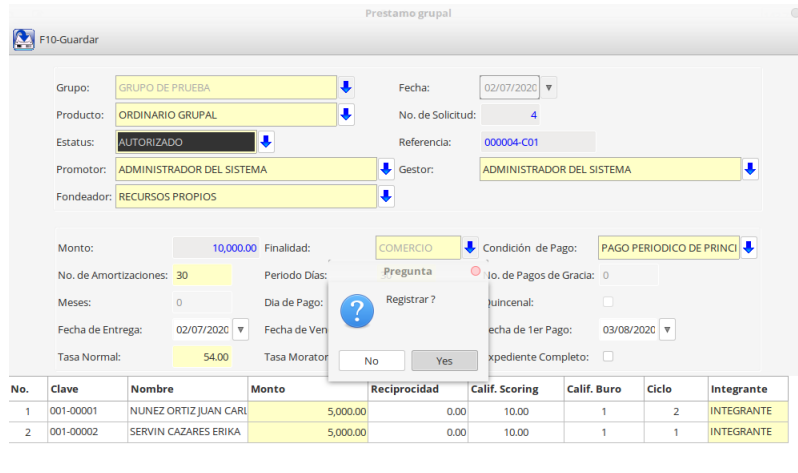 Prestamo grupal
F10-Guardar
Grupo: GRUPO DE PRUEBA Fecha: 02/07/2020
Producto: ORDINARIO GRUPAL No. de Solicitud: 4
Estatus: AUTORIZADO Referencia: 000004-C01
Promotor: ADMINISTRADOR DEL SISTEMA Gestor: ADMINISTRADOR DEL SISTEMA
Fondeador: RECURSOS PROPIOS
Monto: 10,000.00 Finalidad: COMERCIO Condición de Pago: PAGO PERIODICO DE PRINCI
No. de Amortizaciones: 30 Periodo Días: No. de Pagos de Gracia: 0
Meses: 0 Dia de Pago: Quincenal:
Fecha de Entrega: 02/07/2020 Fecha de Ven echa de 1er Pago: 03/08/2020
Tasa Normal: 54.00 Tasa Morator xpediente Completo:
Pregunta
Registrar ?
No Yes
No. Clave Nombre Monto Reciprocidad Calif. Scoring Calif. Buro Ciclo Integrante
1 001-00001 NUNEZ ORTIZ JUAN CARL 5,000.00 0.00 10.00 1 2 INTEGRANTE
2 001-00002 SERVIN CAZARES ERIKA 5,000.00 0.00 10.00 1 1 INTEGRANTE